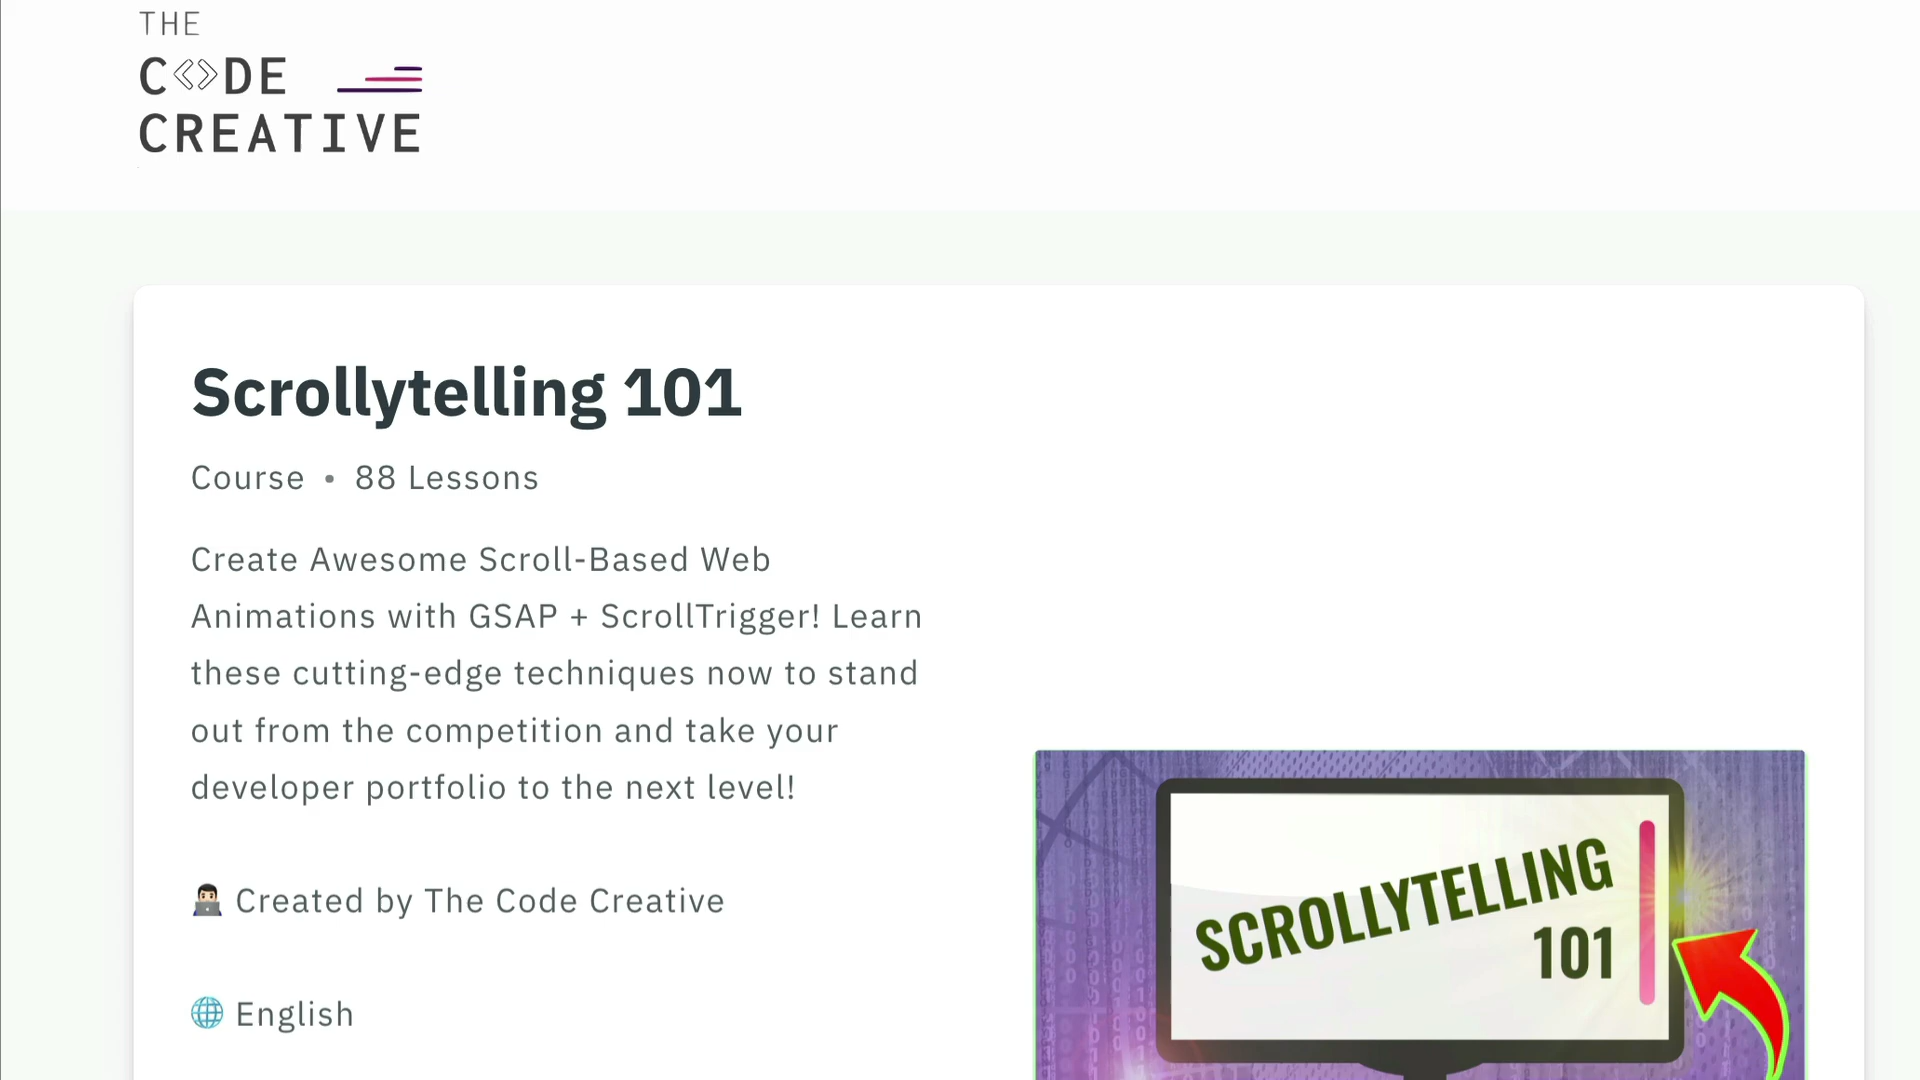 THE
C<>DE
CREATIVE
Scrollytelling 101
Course • 88 Lessons
Create Awesome Scroll-Based Web
Animations with GSAP + ScrollTrigger! Learn
these cutting-edge techniques now to stand
out from the competition and take your
developer portfolio to the next level!
👨🏻‍💻 Created by The Code Creative
🌐 English
SCROLLYTELLING
101